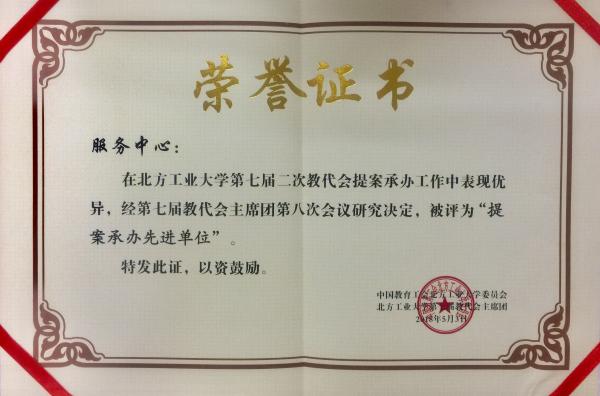 荣誉证书
服务中心：
在北方工业大学第七届二次教代会提案承办工作中表现优
异，经第七届教代会主席团第八次会议研究决定，被评为“提
案承办先进单位”。
特发此证，以资鼓励。
中国教育工会北方工业大学委员会
北方工业大学第七届教代会主席团
2018年5月3日